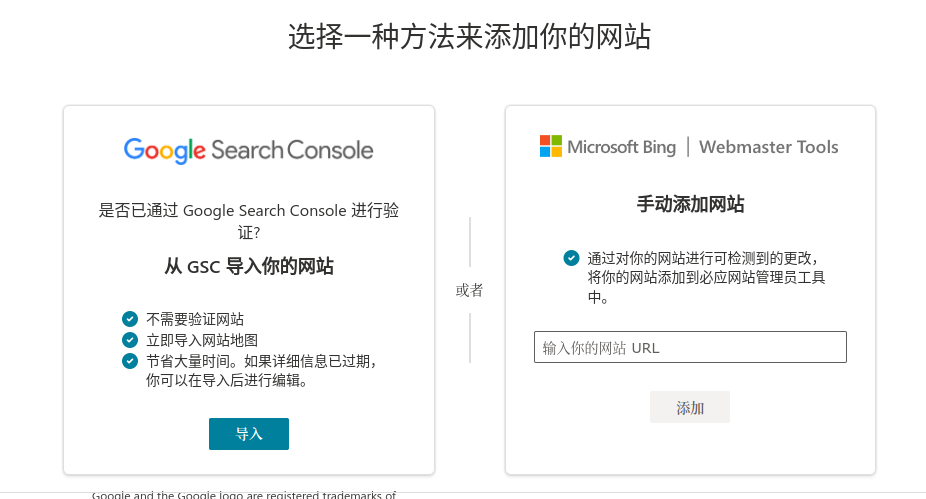 选择一种方法来添加你的网站
Google Search Console
是否已通过 Google Search Console 进行验
证?
从 GSC 导入你的网站
不需要验证网站
立即导入网站地图
节省大量时间。如果详细信息已过期，
你可以在导入后进行编辑。
导入
或者
Microsoft Bing | Webmaster Tools
手动添加网站
通过对你的网站进行可检测到的更改，
将你的网站添加到必应网站管理员工具
中。
输入你的网站 URL
添加
Google and the Google logo are registered trademarks of